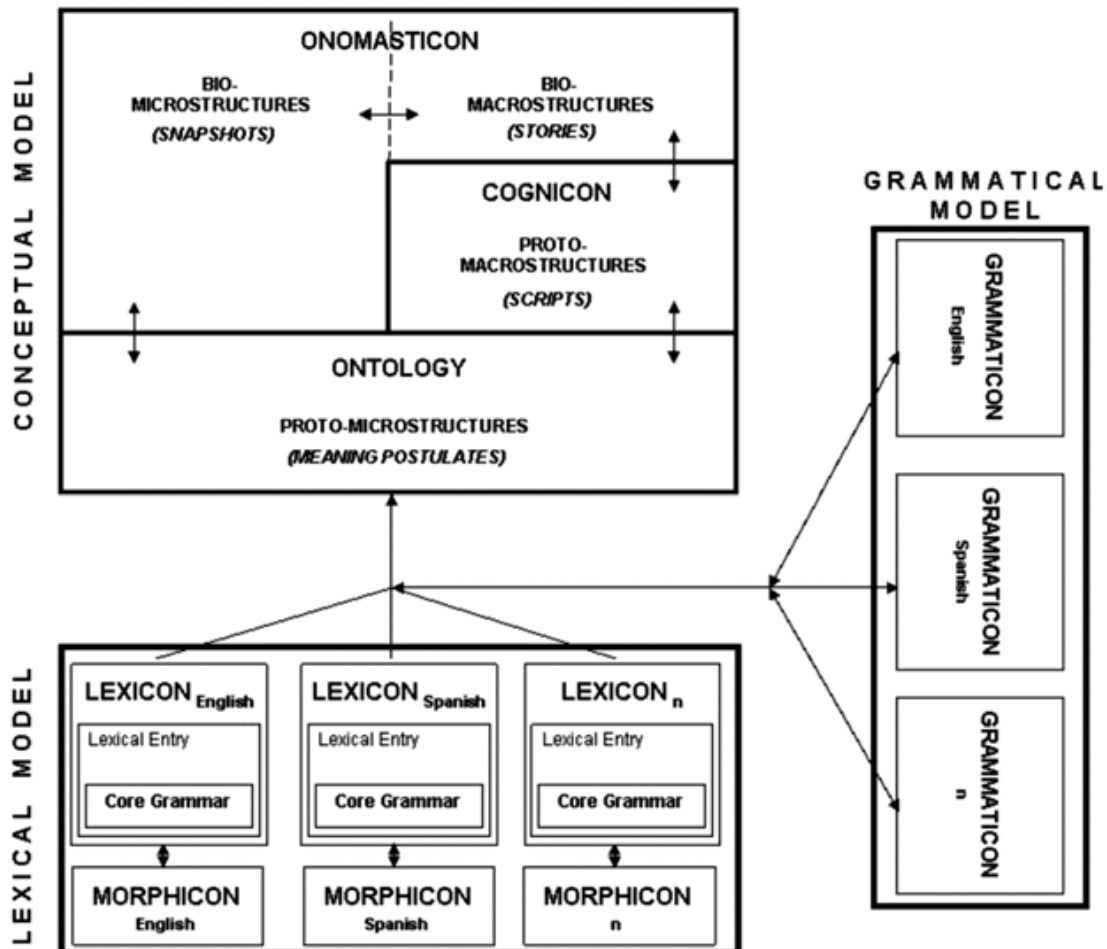 CONCEPTUAL MODEL
ONOMASTICON
BIO-
MICROSTRUCTURES
(SNAPSHOTS)
BIO-
MACROSTRUCTURES
(STORIES)
COGNICON
PROTO-
MACROSTRUCTURES
(SCRIPTS)
ONTOLOGY
PROTO-MICROSTRUCTURES
(MEANING POSTULATES)
GRAMMATICAL
MODEL
GRAMMATICON
English
GRAMMATICON
Spanish
GRAMMATICON
n
LEXICAL MODEL
LEXICON English
Lexical Entry
Core Grammar
MORPHICON
English
LEXICON Spanish
Lexical Entry
Core Grammar
MORPHICON
Spanish
LEXICON n
Lexical Entry
Core Grammar
MORPHICON
n